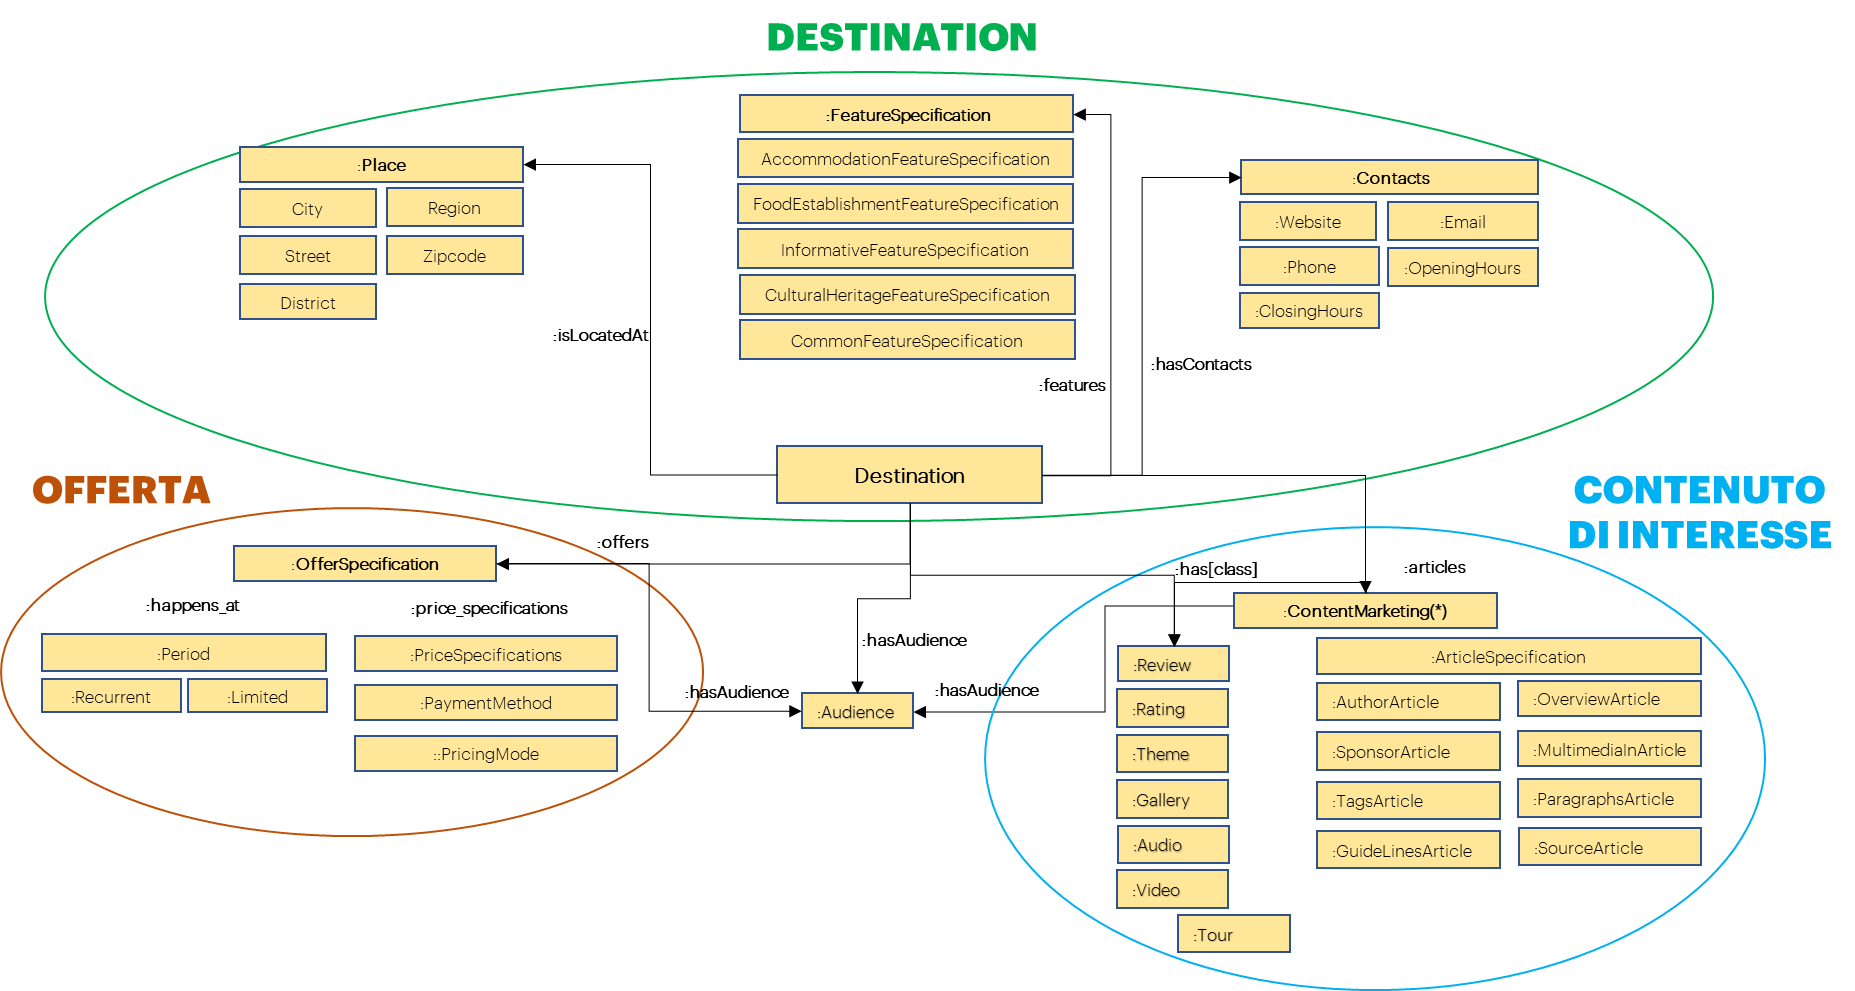 DESTINATION
:FeatureSpecification
AccommodationFeatureSpecification
FoodEstablishmentFeatureSpecification
InformativeFeatureSpecification
CulturalHeritageFeatureSpecification
CommonFeatureSpecification
:Place
City
Region
Street
Zipcode
District
:Contacts
:Website
:Email
:Phone
:OpeningHours
:ClosingHours
:isLocatedAt
:features
:hasContacts
Destination
OFFERTA
:OfferSpecification
:offers
:happens_at
:price_specifications
:Period
:Recurrent
:Limited
:PriceSpecifications
:PaymentMethod
::PricingMode
:hasAudience
:hasAudience
:hasAudience
:Audience
CONTENUTO
DI INTERESSE
:has[class]
:articles
:ContentMarketing(*)
:Review
:Rating
:Theme
:Gallery
:Audio
:Video
:Tour
:ArticleSpecification
:AuthorArticle
:OverviewArticle
:SponsorArticle
:MultimediaInArticle
:TagsArticle
:ParagraphsArticle
:GuideLinesArticle
:SourceArticle